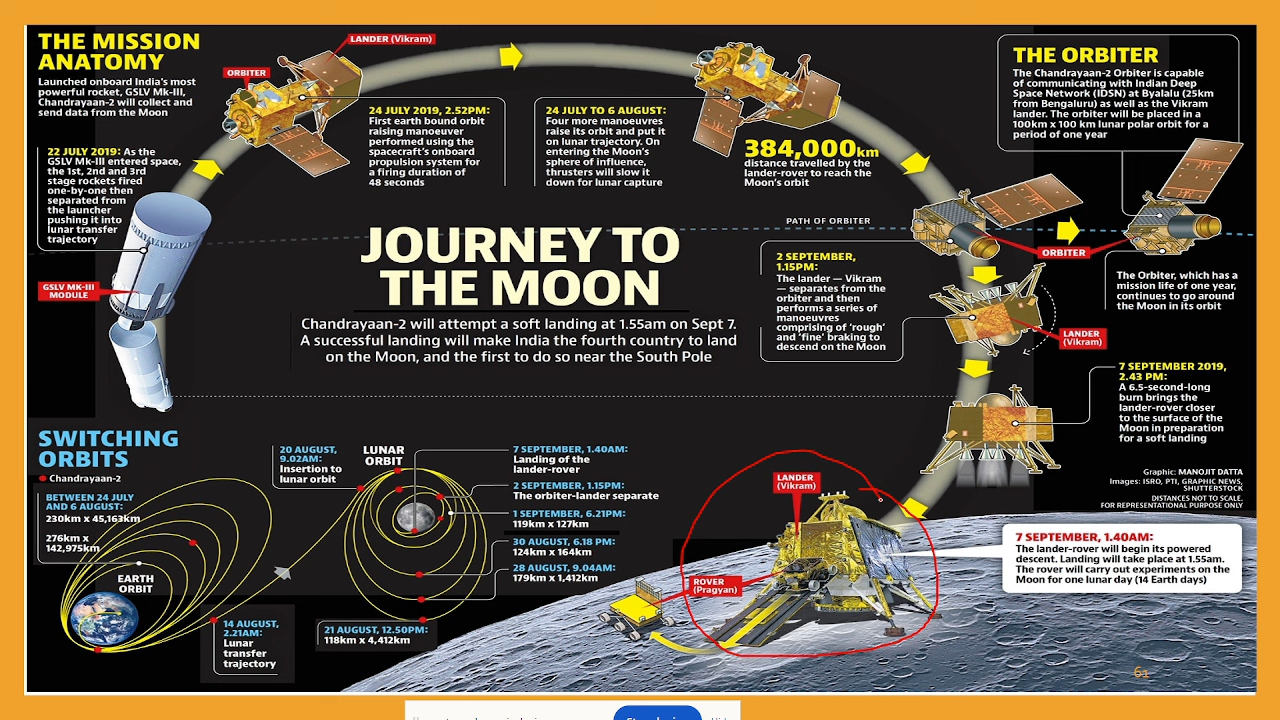 THE MISSION
ANATOMY
Launched onboard India's most
powerful rocket, GSLV Mk-III,
Chandrayaan-2 will collect and
send data from the Moon
22 JULY 2019: As the
GSLV Mk-III entered space,
the 1st, 2nd and 3rd
stage rockets fired
one-by-one then
separated from
the launcher
pushing it into
lunar transfer
trajectory
GSLV MK-III
MODULE
ORBITER
LANDER (Vikram)
24 JULY 2019, 2.52PM:
First earth bound orbit
raising manoeuver
performed using the
spacecraft's onboard
propulsion system for
a firing duration of
48 seconds
24 JULY TO 6 AUGUST:
Four more manoeuvres
raise its orbit and put it
on lunar trajectory. On
entering the Moon's
sphere of influence,
thrusters will slow it
down for lunar capture
384,000km
distance travelled by the
lander-rover to reach the
Moon's orbit
THE ORBITER
The Chandrayaan-2 Orbiter is capable
of communicating with Indian Deep
Space Network (IDSN) at Byalalu (25km
from Bengaluru) as well as the Vikram
lander. The orbiter will be placed in a
100km x 100 km lunar polar orbit for a
period of one year
PATH OF ORBITER
ORBITER
The Orbiter, which has a
mission life of one year,
continues to go around
the Moon in its orbit
JOURNEY TO
THE MOON
Chandrayaan-2 will attempt a soft landing at 1.55am on Sept 7.
A successful landing will make India the fourth country to land
on the Moon, and the first to do so near the South Pole
2 SEPTEMBER,
1.15PM:
The lander — Vikram
— separates from the
orbiter and then
performs a series of
manoeuvres
comprising of 'rough'
and 'fine' braking to
descend on the Moon
LANDER
(Vikram)
7 SEPTEMBER 2019,
2.43 PM:
A 6.5-second-long
burn brings the
lander-rover closer
to the surface of the
Moon in preparation
for a soft landing
Graphic: MANOJIT DATTA
Images: ISRO, PTI, GRAPHIC NEWS,
SHUTTERSTOCK
DISTANCES NOT TO SCALE.
FOR REPRESENTATIONAL PURPOSE ONLY
SWITCHING
ORBITS
Chandrayaan-2
BETWEEN 24 JULY
AND 6 AUGUST:
230km x 45,163km
276km x
142,975km
EARTH
ORBIT
14 AUGUST,
2.21AM:
Lunar
transfer
trajectory
20 AUGUST,
9.02AM:
Insertion to
lunar orbit
LUNAR
ORBIT
7 SEPTEMBER, 1.40AM:
Landing of the
lander-rover
2 SEPTEMBER, 1.15PM:
The orbiter-lander separate
1 SEPTEMBER, 6.21PM:
119km x 127km
30 AUGUST, 6.18 PM:
124km x 164km
28 AUGUST, 9.04AM:
179km x 1,412km
21 AUGUST, 12.50PM:
118km x 4,412km
LANDER
(Vikram)
ROVER
(Pragyan)
7 SEPTEMBER, 1.40AM:
The lander-rover will begin its powered
descent. Landing will take place at 1.55am.
The rover will carry out experiments on the
Moon for one lunar day (14 Earth days)
61